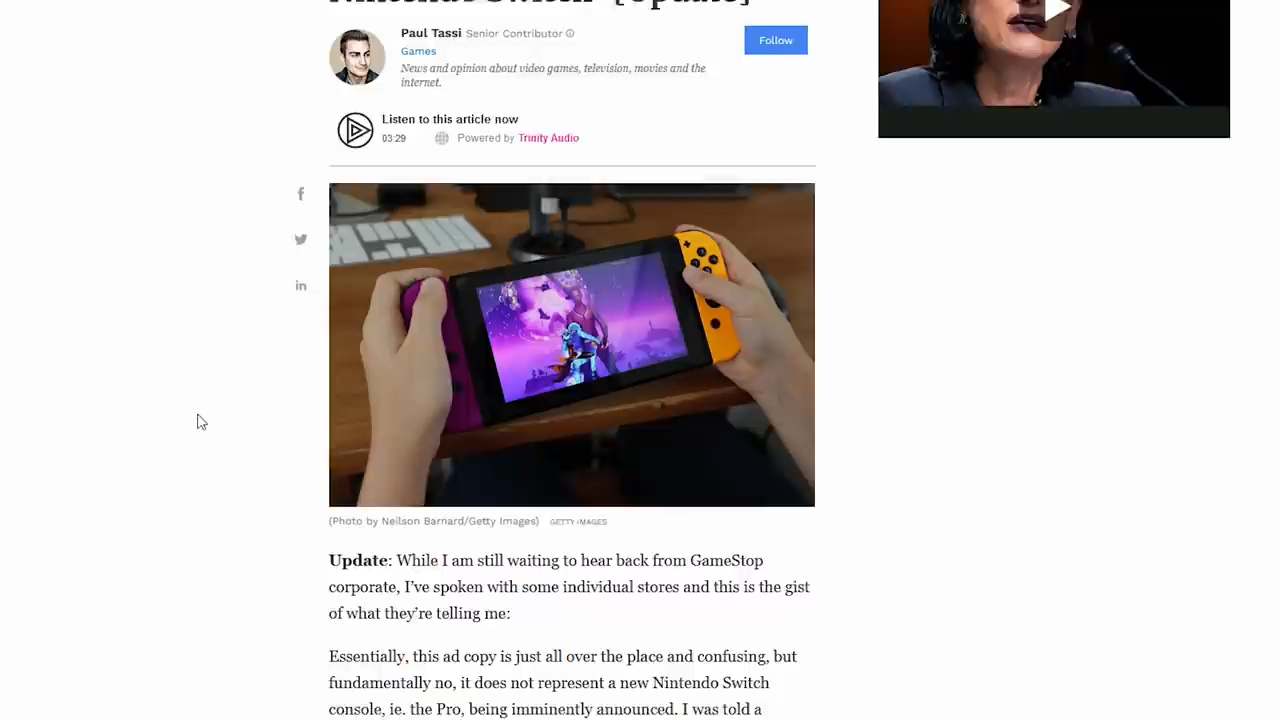 Nintendo Switch' [Update]
Paul Tassi Senior Contributor
Games
Follow
News and opinion about video games, television, movies and the
internet.
Listen to this article now
03:29 Powered by Trinity Audio
(Photo by Neilson Barnard/Getty Images) GETTY IMAGES
Update: While I am still waiting to hear back from GameStop
corporate, I’ve spoken with some individual stores and this is the gist
of what they’re telling me:
Essentially, this ad copy is just all over the place and confusing, but
fundamentally no, it does not represent a new Nintendo Switch
console, ie. the Pro, being imminently announced. I was told a